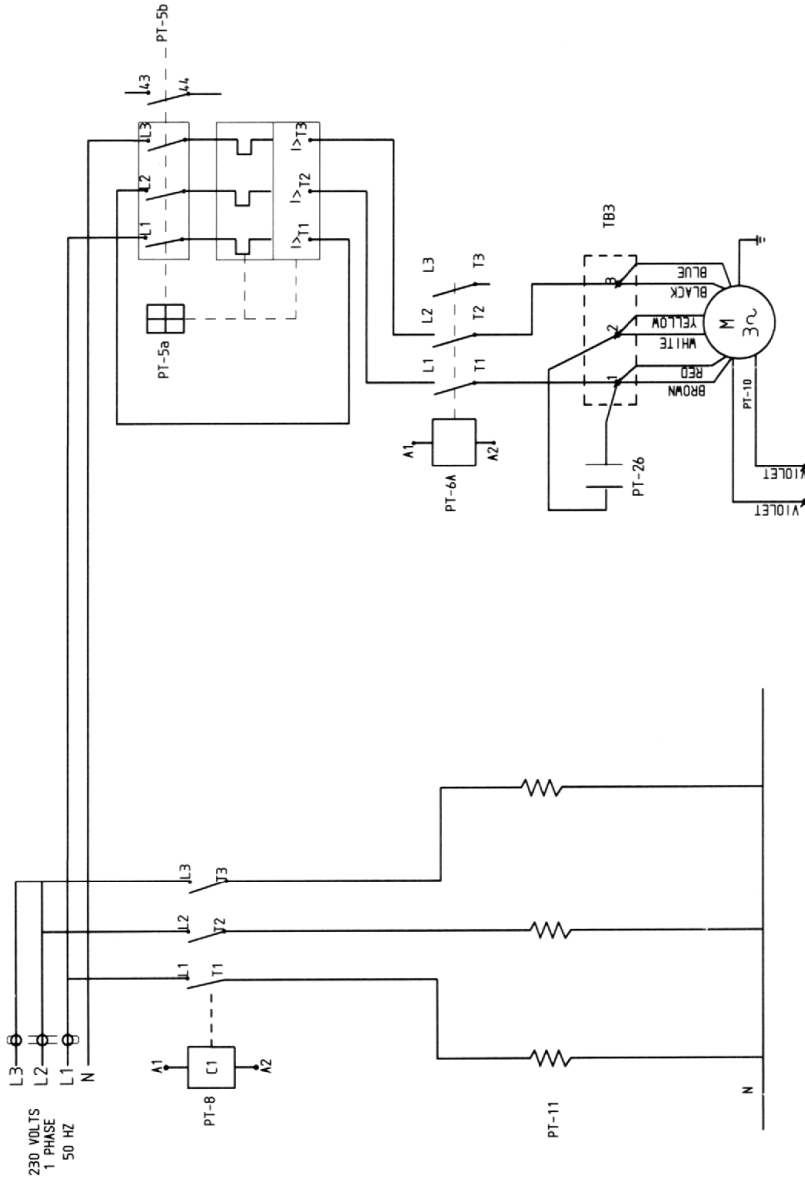 PT-5b
43
44
L3
L2
L1
I>T3
I>T2
I>T1
PT-5a
L3
T3
L2
T2
L1
T1
A1
A2
PT-6A
TB3
3
2
1
BLUE
BLACK
YELLOW
WHITE
RED
BROWN
M
3~
PT-10
PT-26
VIOLET
VIOLET
L3
L2
L1
N
230 VOLTS
1 PHASE
50 HZ
L3
T3
L2
T2
L1
T1
A1
C1
A2
PT-8
PT-11
N